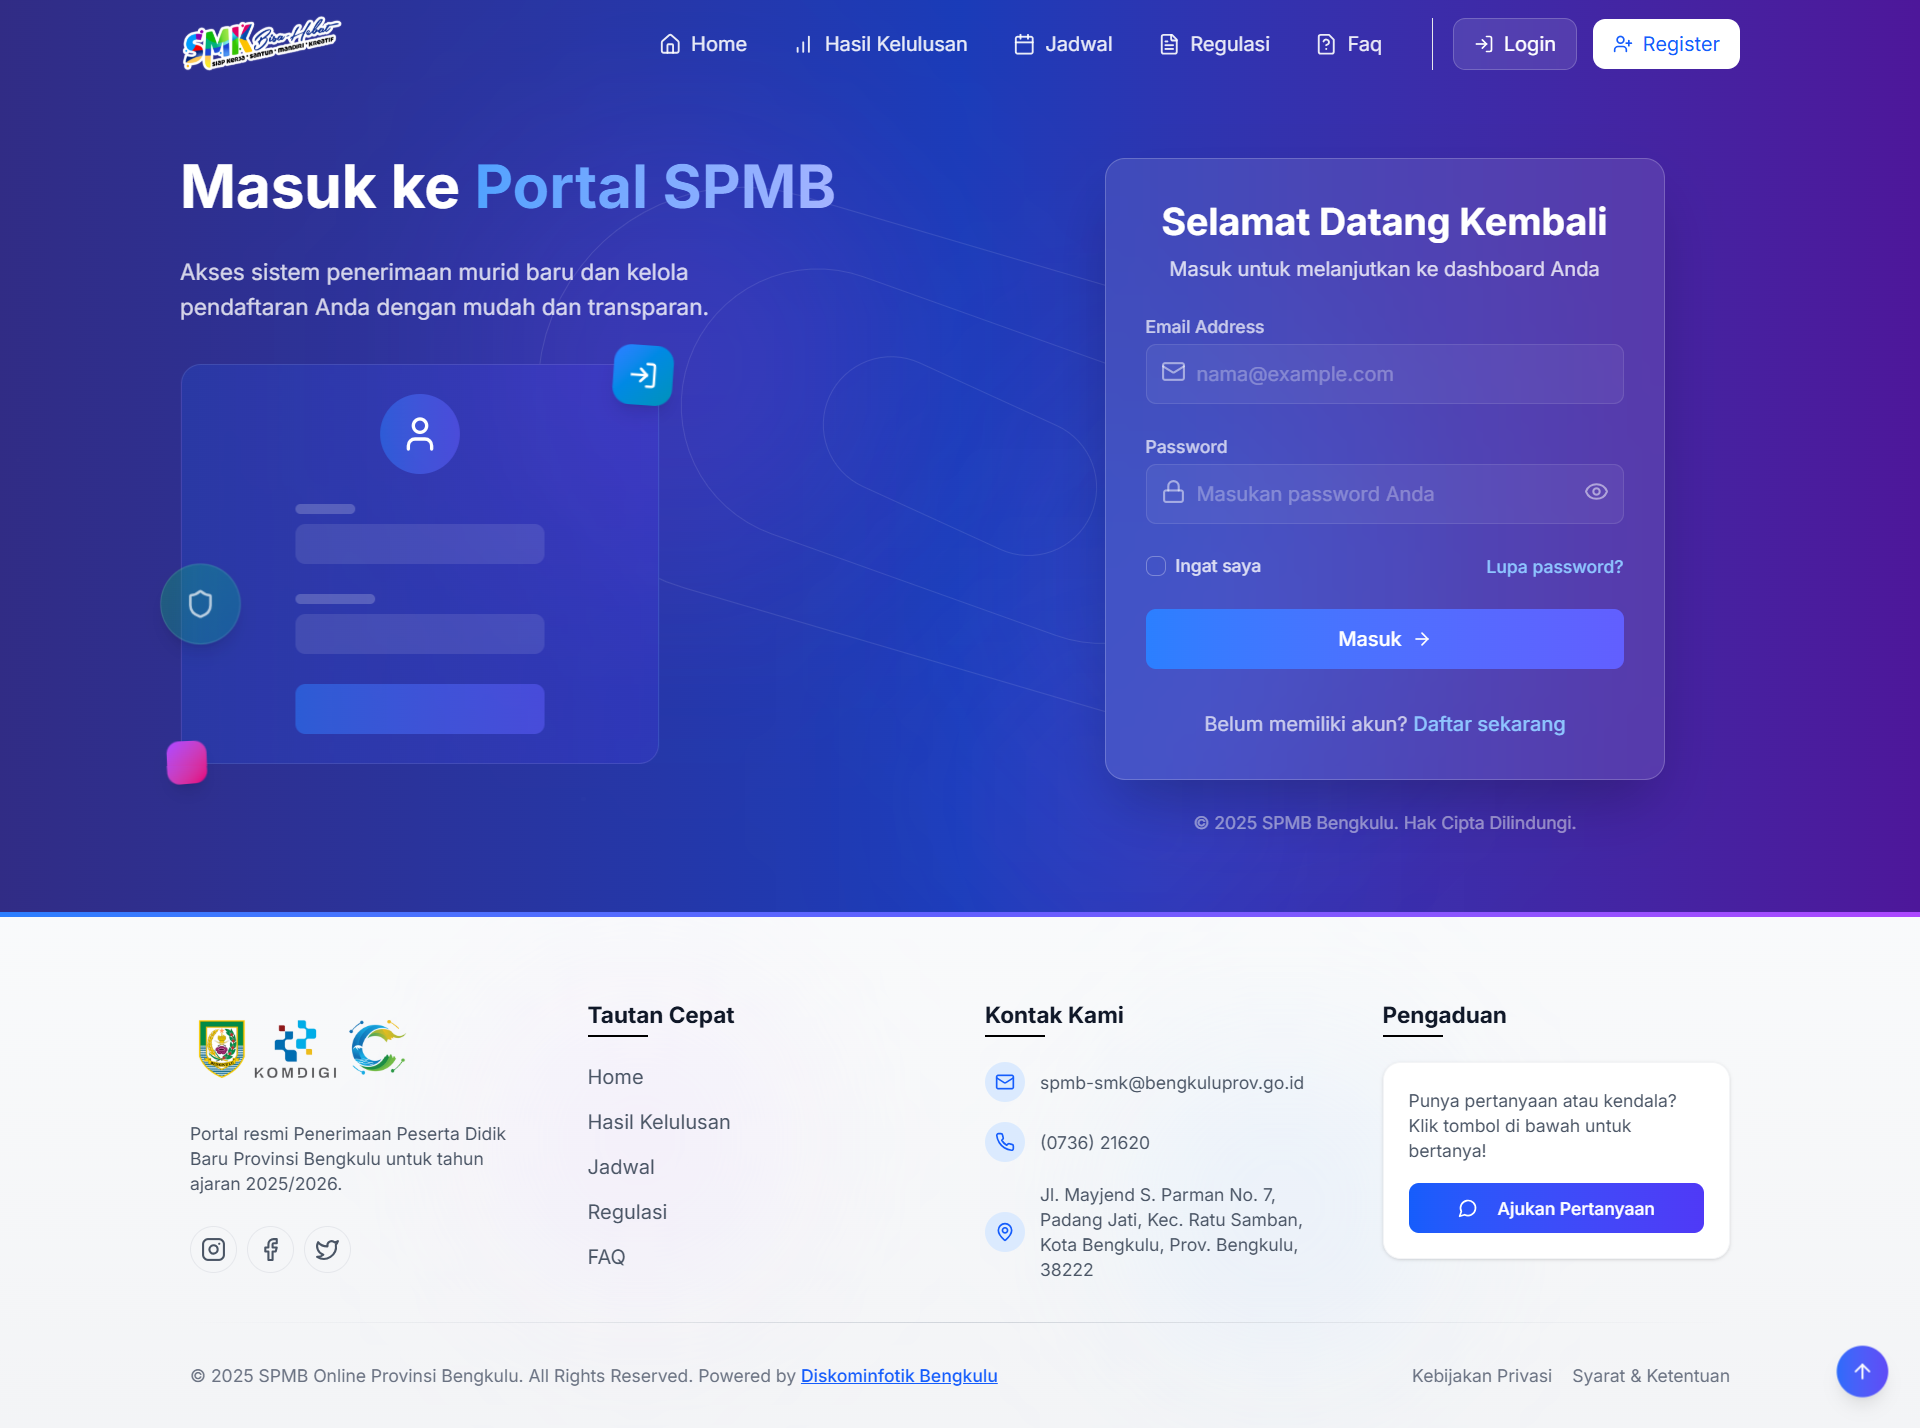 SMK Bisa-Hebat
SIAP KERJA • SANTUN • MANDIRI • KREATIF
Home
Hasil Kelulusan
Jadwal
Regulasi
Faq
Login
Register
Masuk ke Portal SPMB
Akses sistem penerimaan murid baru dan kelola
pendaftaran Anda dengan mudah dan transparan.
Selamat Datang Kembali
Masuk untuk melanjutkan ke dashboard Anda
Email Address
nama@example.com
Password
Masukan password Anda
Ingat saya
Lupa password?
Masuk
Belum memiliki akun? Daftar sekarang
© 2025 SPMB Bengkulu. Hak Cipta Dilindungi.
KOMDIGI
Portal resmi Penerimaan Peserta Didik
Baru Provinsi Bengkulu untuk tahun
ajaran 2025/2026.
Tautan Cepat
Home
Hasil Kelulusan
Jadwal
Regulasi
FAQ
Kontak Kami
spmb-smk@bengkuluprov.go.id
(0736) 21620
Jl. Mayjend S. Parman No. 7,
Padang Jati, Kec. Ratu Samban,
Kota Bengkulu, Prov. Bengkulu,
38222
Pengaduan
Punya pertanyaan atau kendala?
Klik tombol di bawah untuk
bertanya!
Ajukan Pertanyaan
© 2025 SPMB Online Provinsi Bengkulu. All Rights Reserved. Powered by Diskominfotik Bengkulu
Kebijakan Privasi
Syarat & Ketentuan